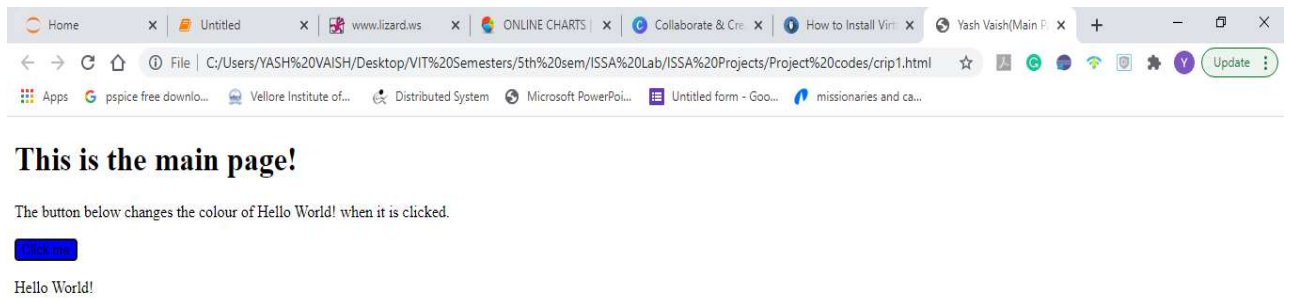 Home
Untitled
www.lizard.ws
ONLINE CHARTS |
Collaborate & Cre
How to Install Virt
Yash Vaish(Main P
File | C:/Users/YASH%20VAISH/Desktop/VIT%20Semesters/5th%20sem/ISSA%20Lab/ISSA%20Projects/Project%20codes/crip1.html
Y
Update
Apps
pspice free downlo...
Vellore Institute of...
Distributed System
Microsoft PowerPoi...
Untitled form - Goo...
missionaries and ca...
This is the main page!
The button below changes the colour of Hello World! when it is clicked.
Click me
Hello World!